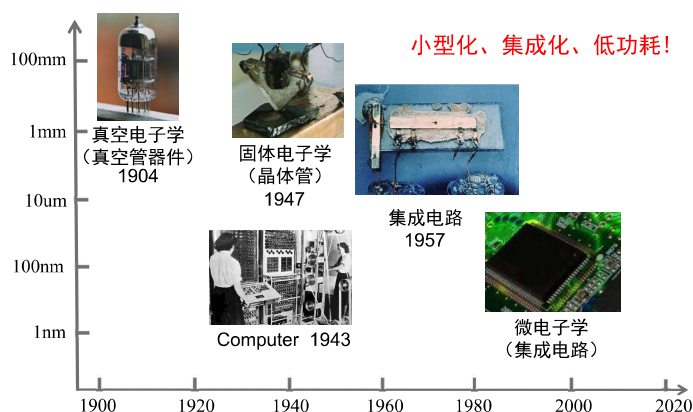 小型化、集成化、低功耗!
100mm
1mm
10um
100nm
1nm
真空电子学
（真空管器件）
1904
固体电子学
（晶体管）
1947
集成电路
1957
Computer 1943
微电子学
（集成电路）
1900 1920 1940 1960 1980 2000 2020